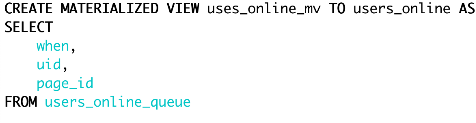 CREATE MATERIALIZED VIEW uses_online_mv TO users_online AS
SELECT
when,
uid,
page_id
FROM users_online_queue